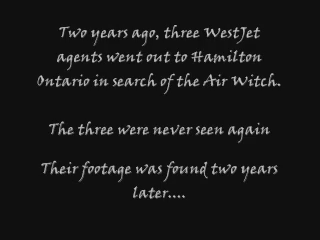 Two years ago, three WestJet
agents went out to Hamilton
Ontario in search of the Air Witch.
The three were never seen again
Their footage was found two years
later....